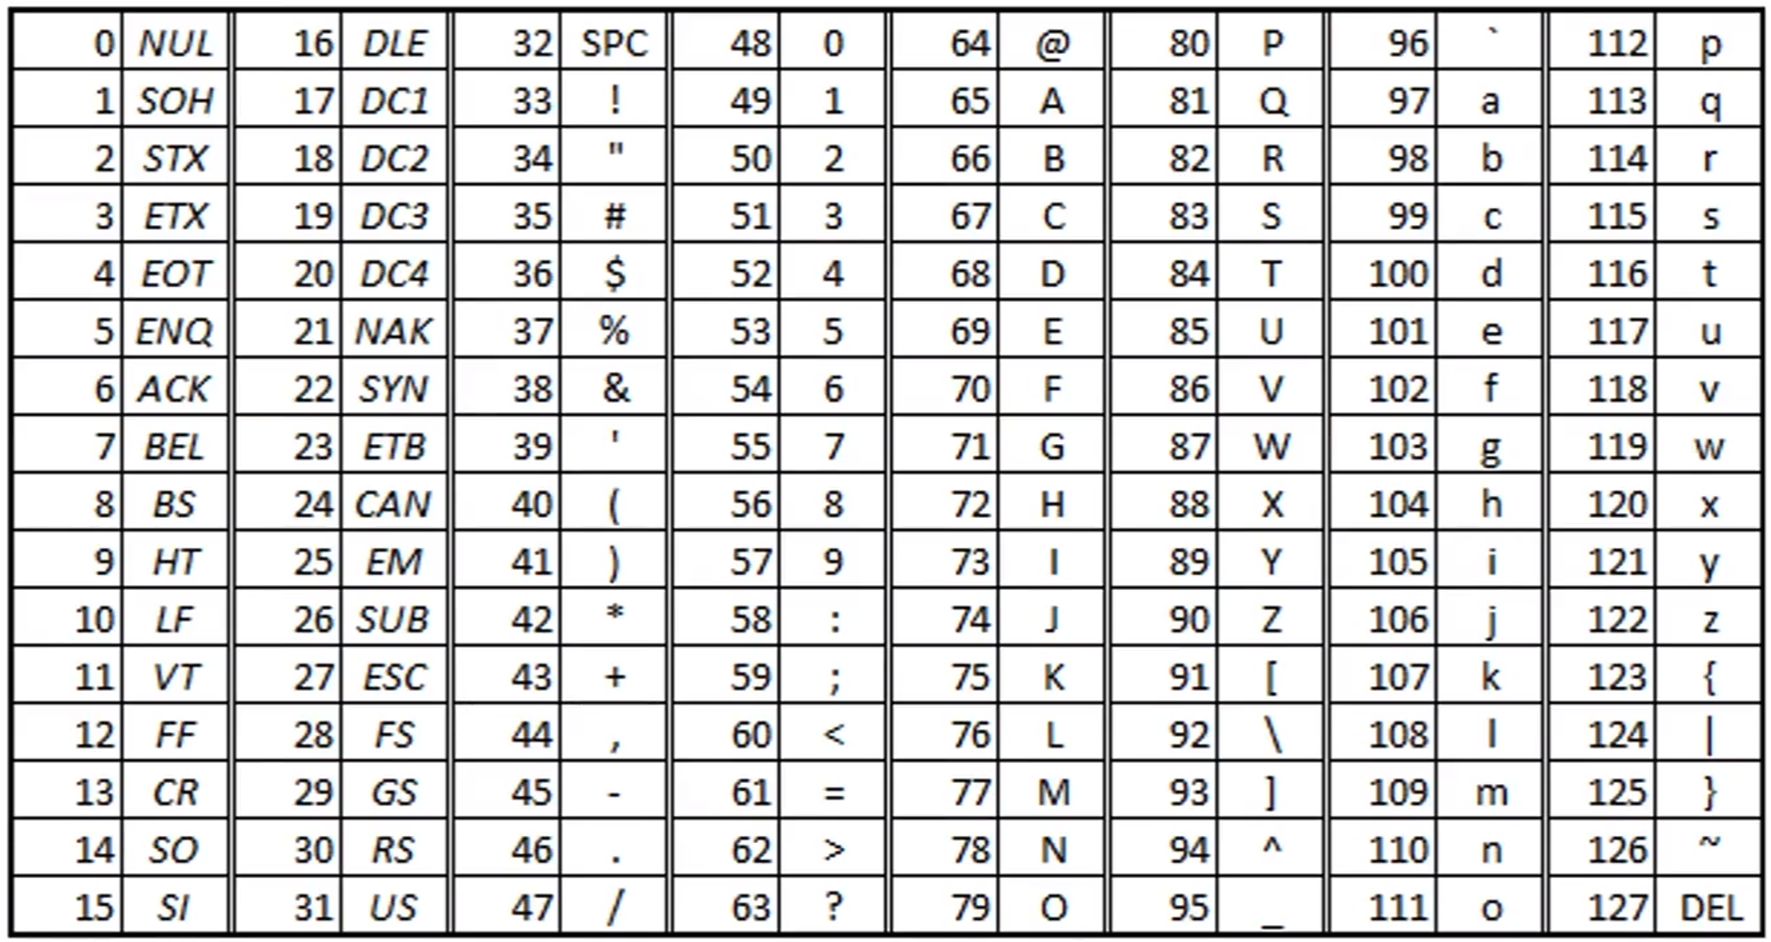 0 NUL 16 DLE 32 SPC 48 0 64 @ 80 P 96 ` 112 p
1 SOH 17 DC1 33 ! 49 1 65 A 81 Q 97 a 113 q
2 STX 18 DC2 34 " 50 2 66 B 82 R 98 b 114 r
3 ETX 19 DC3 35 # 51 3 67 C 83 S 99 c 115 s
4 EOT 20 DC4 36 $ 52 4 68 D 84 T 100 d 116 t
5 ENQ 21 NAK 37 % 53 5 69 E 85 U 101 e 117 u
6 ACK 22 SYN 38 & 54 6 70 F 86 V 102 f 118 v
7 BEL 23 ETB 39 ' 55 7 71 G 87 W 103 g 119 w
8 BS 24 CAN 40 ( 56 8 72 H 88 X 104 h 120 x
9 HT 25 EM 41 ) 57 9 73 I 89 Y 105 i 121 y
10 LF 26 SUB 42 * 58 : 74 J 90 Z 106 j 122 z
11 VT 27 ESC 43 + 59 ; 75 K 91 [ 107 k 123 {
12 FF 28 FS 44 , 60 < 76 L 92 \ 108 l 124 |
13 CR 29 GS 45 - 61 = 77 M 93 ] 109 m 125 }
14 SO 30 RS 46 . 62 > 78 N 94 ^ 110 n 126 ~
15 SI 31 US 47 / 63 ? 79 O 95 _ 111 o 127 DEL